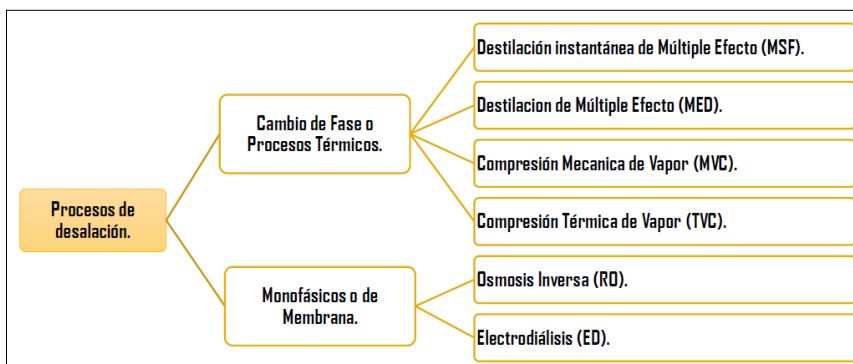 Procesos de
desalación.
Cambio de Fase o
Procesos Térmicos.
Destilación instantánea de Múltiple Efecto (MSF).
Destilacion de Múltiple Efecto (MED).
Compresión Mecanica de Vapor (MVC).
Compresión Térmica de Vapor (TVC).
Monofásicos o de
Membrana.
Osmosis Inversa (RO).
Electrodiálisis (ED).